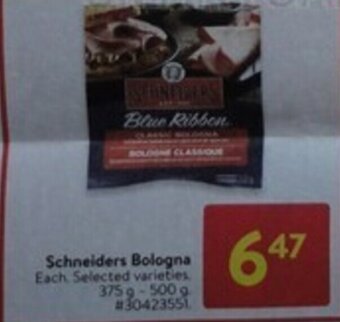 SCHNEIDERS
Blue Ribbon
CLASSIC BOLOGNA
BOLOGNE CLASSIQUE
Schneiders Bologna
Each. Selected varieties.
375 g - 500 g.
#30423551.
6 47